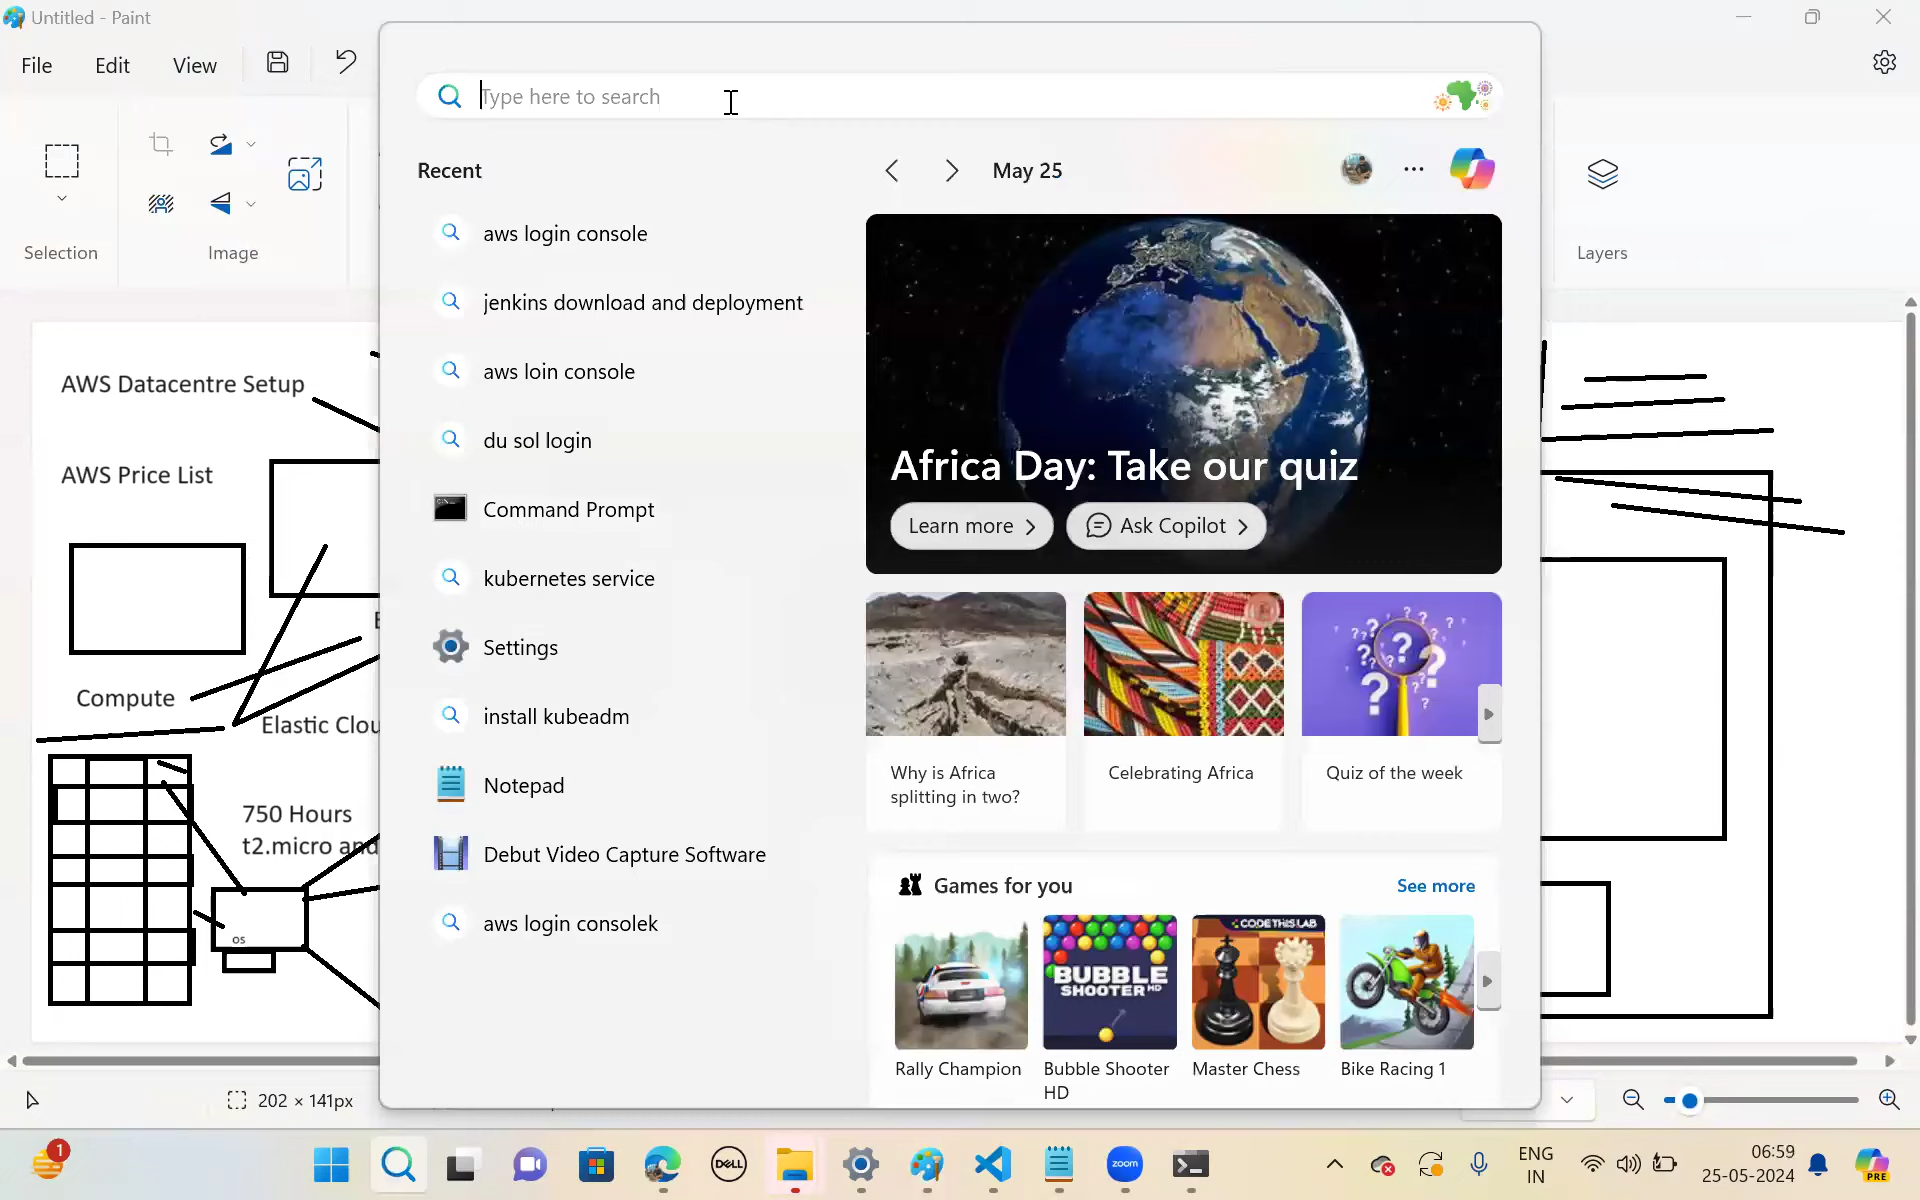 Untitled - Paint
File
Edit
View
Type here to search
Selection
Image
Layers
Recent
aws login console
jenkins download and deployment
aws loin console
du sol login
Command Prompt
kubernetes service
Settings
install kubeadm
Notepad
Debut Video Capture Software
aws login consolek
May 25
Africa Day: Take our quiz
Learn more
Ask Copilot
Why is Africa
splitting in two?
Celebrating Africa
Quiz of the week
Games for you
See more
CODE THIS LAB
BUBBLE
SHOOTER HD
Rally Champion
Bubble Shooter
HD
Master Chess
Bike Racing 1
AWS Datacentre Setup
AWS Price List
Compute
Elastic Clou
750 Hours
t2.micro and
OS
202 × 141px
1
DELL
zoom
ENG
IN
06:59
25-05-2024
PRE